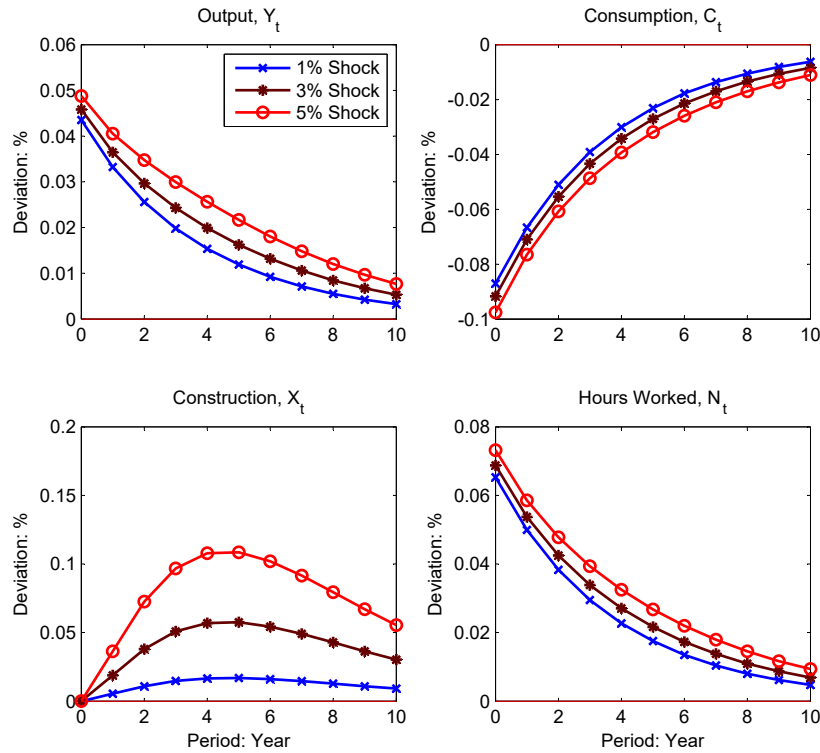 Output, Y_t
Deviation: %
0.06
0.05
0.04
0.03
0.02
0.01
0
0 2 4 6 8 10
1% Shock
3% Shock
5% Shock
Consumption, C_t
Deviation: %
0
-0.02
-0.04
-0.06
-0.08
-0.1
0 2 4 6 8 10
Construction, X_t
Deviation: %
0.2
0.15
0.1
0.05
0
0 2 4 6 8 10
Period: Year
Hours Worked, N_t
Deviation: %
0.08
0.06
0.04
0.02
0
0 2 4 6 8 10
Period: Year